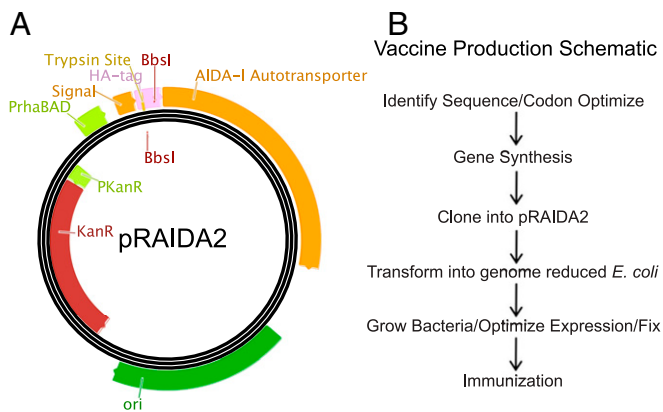 A
Trypsin Site
BbsI
HA-tag
AIDA-I Autotransporter
Signal
PrhaBAD
BbsI
PKanR
KanR
pRAIDA2
ori
B
Vaccine Production Schematic
Identify Sequence/Codon Optimize
Gene Synthesis
Clone into pRAIDA2
Transform into genome reduced E. coli
Grow Bacteria/Optimize Expression/Fix
Immunization